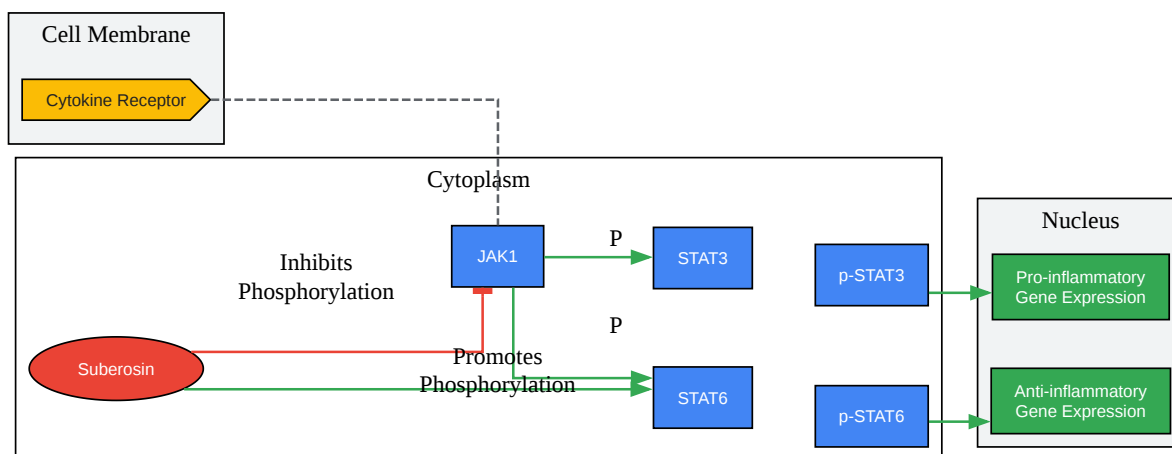 Cell Membrane
Cytokine Receptor
Cytoplasm
Nucleus
P
JAK1
STAT3
p-STAT3
Inhibits
Phosphorylation
Pro-inflammatory
Gene Expression
P
Promotes
Phosphorylation
Suberosin
STAT6
p-STAT6
Anti-inflammatory
Gene Expression